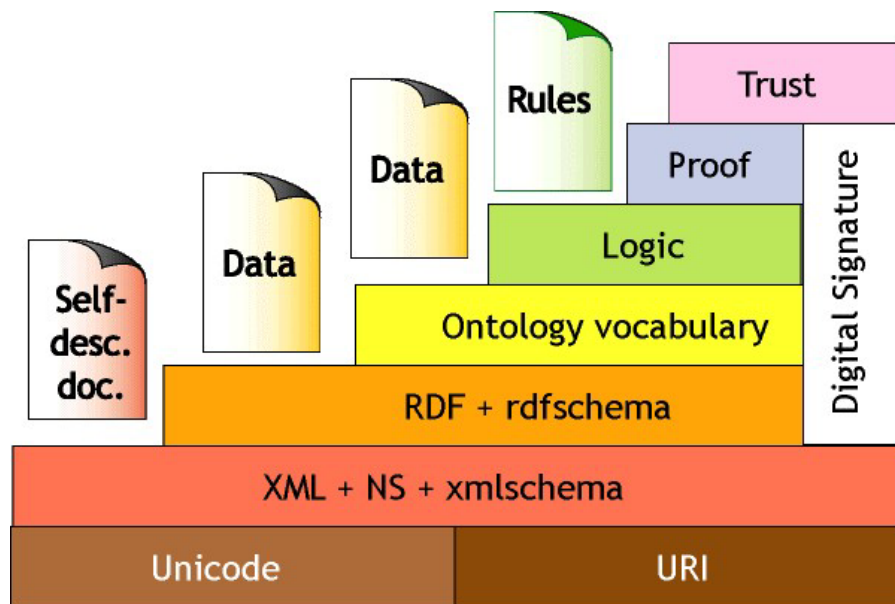 Rules
Trust
Data
Proof
Data
Logic
Self-
desc.
doc.
Ontology vocabulary
Digital Signature
RDF + rdfschema
XML + NS + xmlschema
Unicode
URI